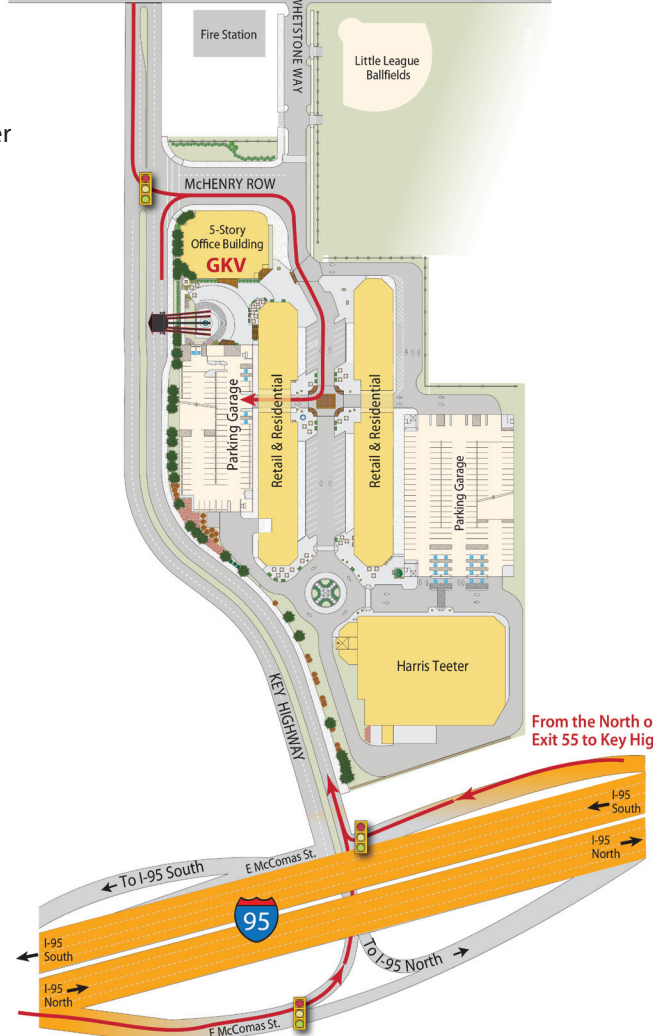 Fire Station
WHETSTONE WAY
Little League
Ballfields
er
McHENRY ROW
5-Story
Office Building
GKV
Parking Garage
Retail & Residential
Retail & Residential
Parking Garage
Harris Teeter
KEY HIGHWAY
From the North o
Exit 55 to Key Hig
I-95
South
I-95
North
E McComas St.
To I-95 South
95
I-95
South
To I-95 North
I-95
North
E McComas St.